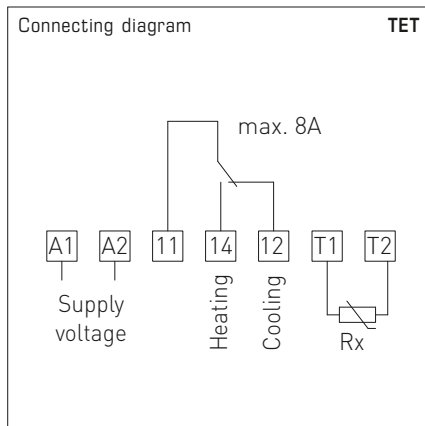 Connecting diagram TET
max. 8A
A1 A2 11 14 12 T1 T2
Supply
voltage
Heating
Cooling
Rx